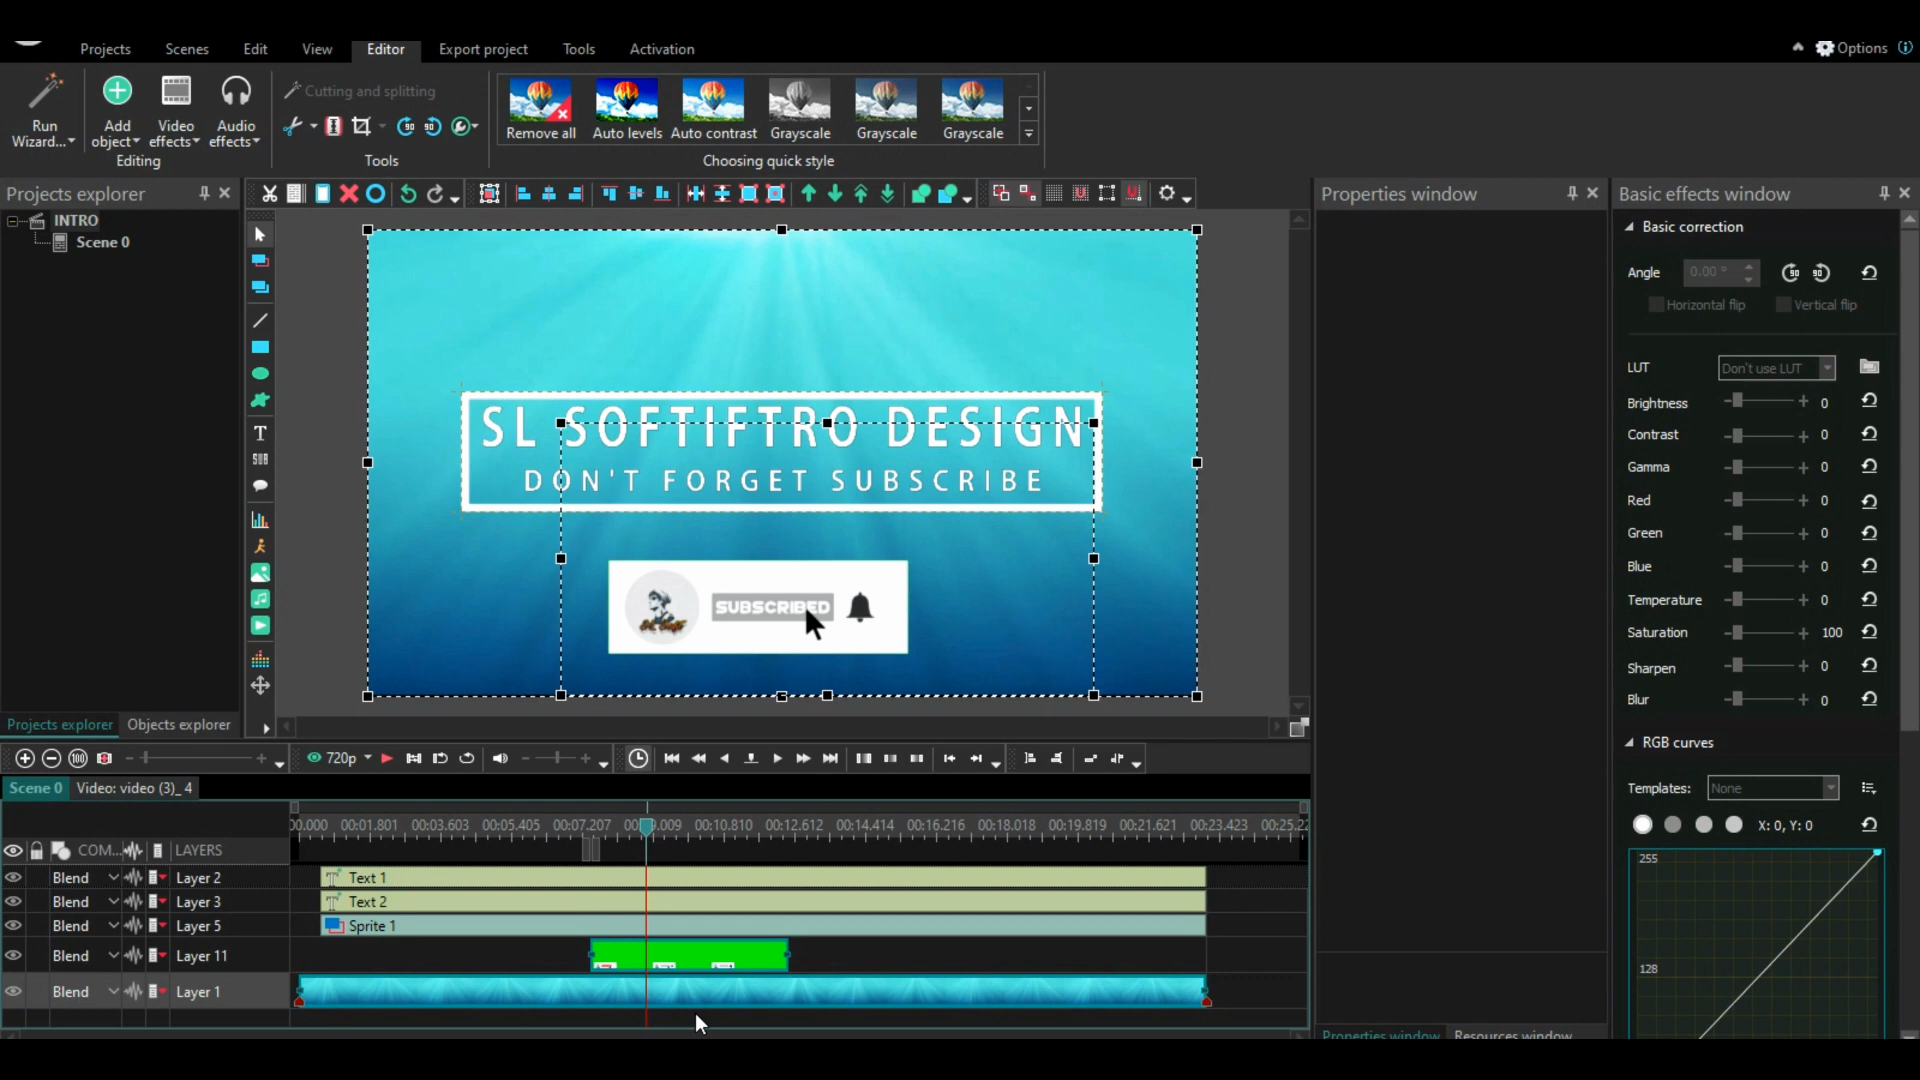 Projects Scenes Edit View Editor Export project Tools Activation Options
Run Wizard...
Add object
Video effects
Audio effects
Editing
Cutting and splitting
Tools
Remove all Auto levels Auto contrast Grayscale Grayscale Grayscale
Choosing quick style
Projects explorer
INTRO
Scene 0
Projects explorer Objects explorer
T
SUB
SL SOFTIFTRO DESIGN
DON'T FORGET SUBSCRIBE
SUBSCRIBED
Properties window
Properties window Resources window
Basic effects window
Basic correction
Angle 0.00 ° 90 90
Horizontal flip Vertical flip
LUT Don't use LUT
Brightness 0
Contrast 0
Gamma 0
Red 0
Green 0
Blue 0
Temperature 0
Saturation 100
Sharpen 0
Blur 0
RGB curves
Templates: None
X: 0, Y: 0
255
128
100 720p
Scene 0 Video: video (3)_ 4
00.000 00:01.801 00:03.603 00:05.405 00:07.207 00:10.810 00:12.612 00:14.414 00:16.216 00:18.018 00:19.819 00:21.621 00:23.423
COM... LAYERS
Blend Layer 2 Text 1
Blend Layer 3 Text 2
Blend Layer 5 Sprite 1
Blend Layer 11
Blend Layer 1